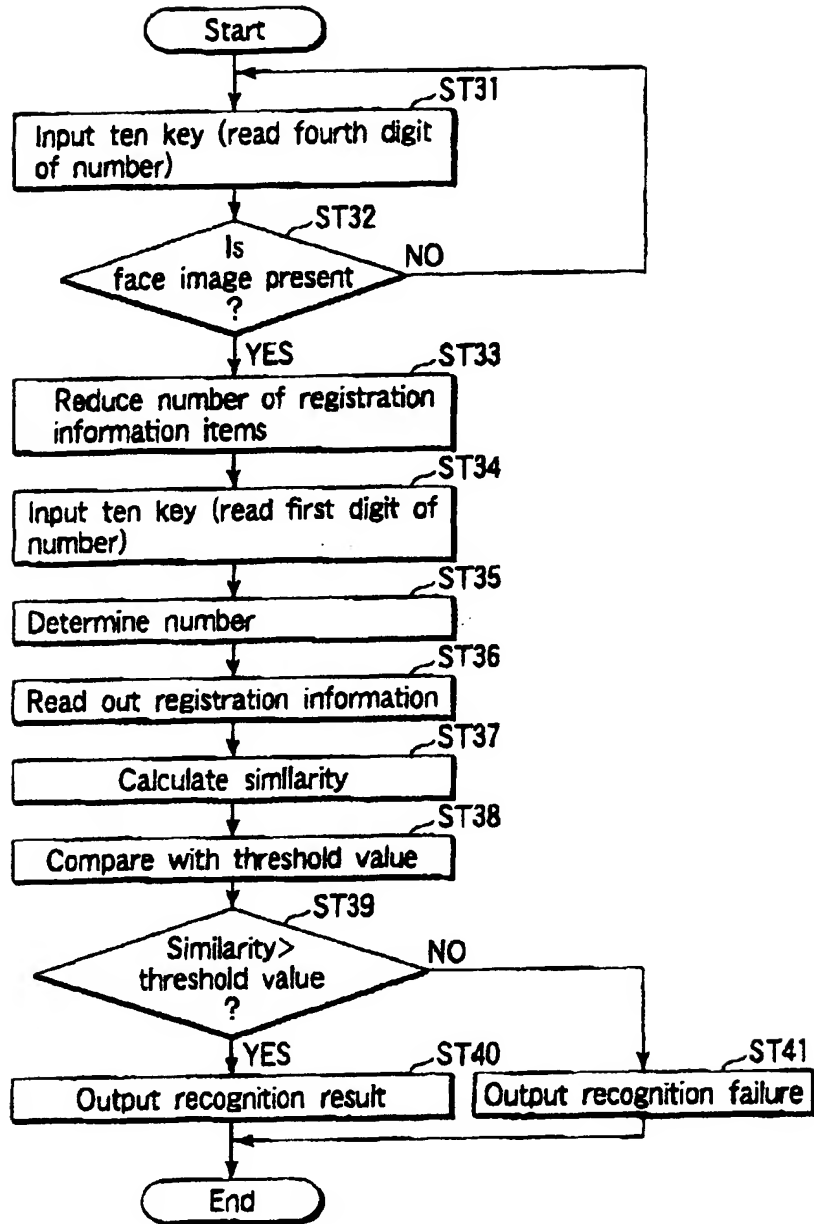 Start
ST31
Input ten key (read fourth digit
of number)
ST32
Is
face image present
?
NO
YES
ST33
Reduce number of registration
information items
ST34
Input ten key (read first digit of
number)
ST35
Determine number
ST36
Read out registration information
ST37
Calculate similarity
ST38
Compare with threshold value
ST39
Similarity>
threshold value
?
NO
YES
ST40
Output recognition result
ST41
Output recognition failure
End